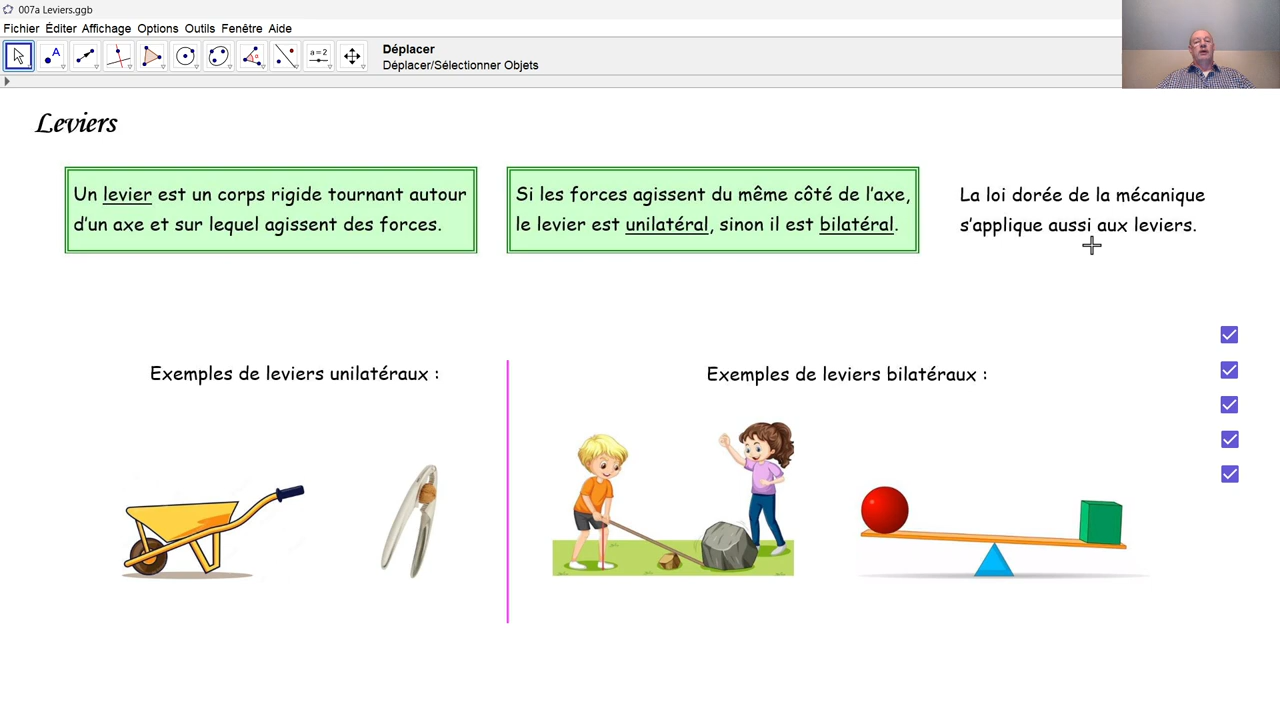 007a Leviers.ggb
Fichier Éditer Affichage Options Outils Fenêtre Aide
A
a=2
Déplacer
Déplacer/Sélectionner Objets
Leviers
Un levier est un corps rigide tournant autour
d'un axe et sur lequel agissent des forces.
Si les forces agissent du même côté de l'axe,
le levier est unilatéral, sinon il est bilatéral.
La loi dorée de la mécanique
s'applique aussi aux leviers.
Exemples de leviers unilatéraux :
Exemples de leviers bilatéraux :